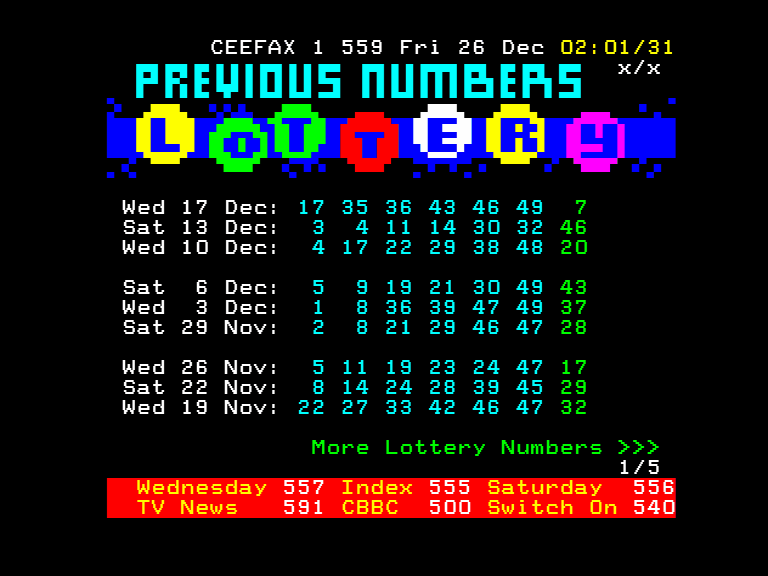 CEEFAX 1 559 Fri 26 Dec 02:01/31
x/x
PREVIOUS NUMBERS
LOTTERY
Wed 17 Dec: 17 35 36 43 46 49 7
Sat 13 Dec: 3 4 11 14 30 32 46
Wed 10 Dec: 4 17 22 29 38 48 20
Sat 6 Dec: 5 9 19 21 30 49 43
Wed 3 Dec: 1 8 36 39 47 49 37
Sat 29 Nov: 2 8 21 29 46 47 28
Wed 26 Nov: 5 11 19 23 24 47 17
Sat 22 Nov: 8 14 24 28 39 45 29
Wed 19 Nov: 22 27 33 42 46 47 32
More Lottery Numbers >>>
1/5
Wednesday 557 Index 555 Saturday 556
TV News 591 CBBC 500 Switch On 540